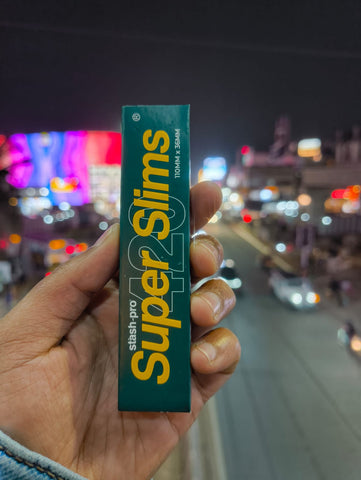 stash-pro®
Super Slims
420
110MM x 36MM
®